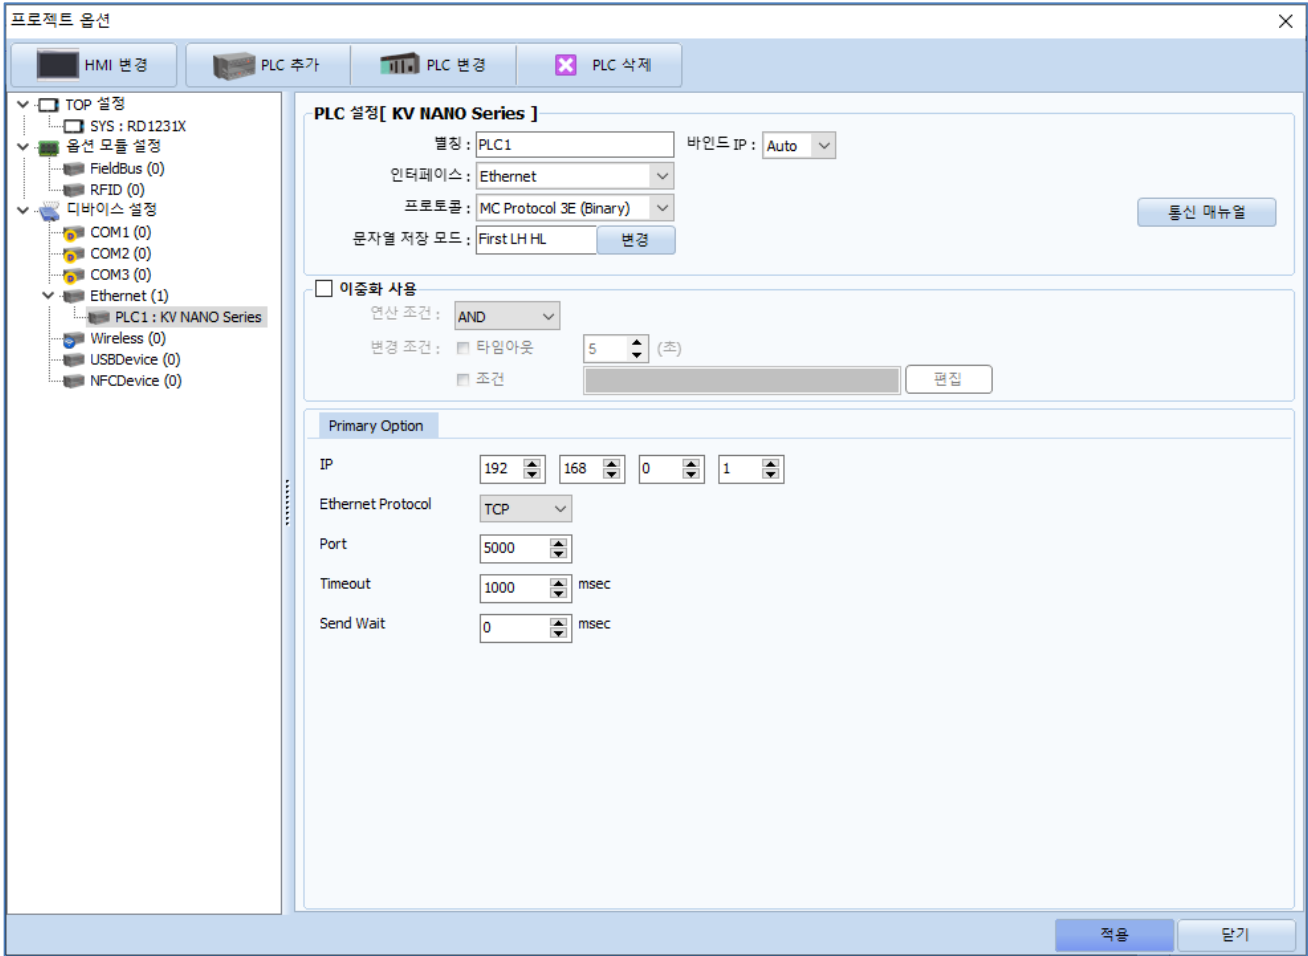 프로젝트 옵션
HMI 변경
PLC 추가
PLC 변경
PLC 삭제
TOP 설정
SYS : RD1231X
옵션 모듈 설정
FieldBus (0)
RFID (0)
디바이스 설정
COM1 (0)
COM2 (0)
COM3 (0)
Ethernet (1)
PLC1 : KV NANO Series
Wireless (0)
USBDevice (0)
NFCDevice (0)
PLC 설정[ KV NANO Series ]
별칭 : PLC1 바인드 IP : Auto
인터페이스 : Ethernet
프로토콜 : MC Protocol 3E (Binary)
통신 매뉴얼
문자열 저장 모드 : First LH HL 변경
이중화 사용
연산 조건 : AND
변경 조건 : 타임아웃 5 (초)
조건 편집
Primary Option
IP 192 168 0 1
Ethernet Protocol TCP
Port 5000
Timeout 1000 msec
Send Wait 0 msec
적용 닫기